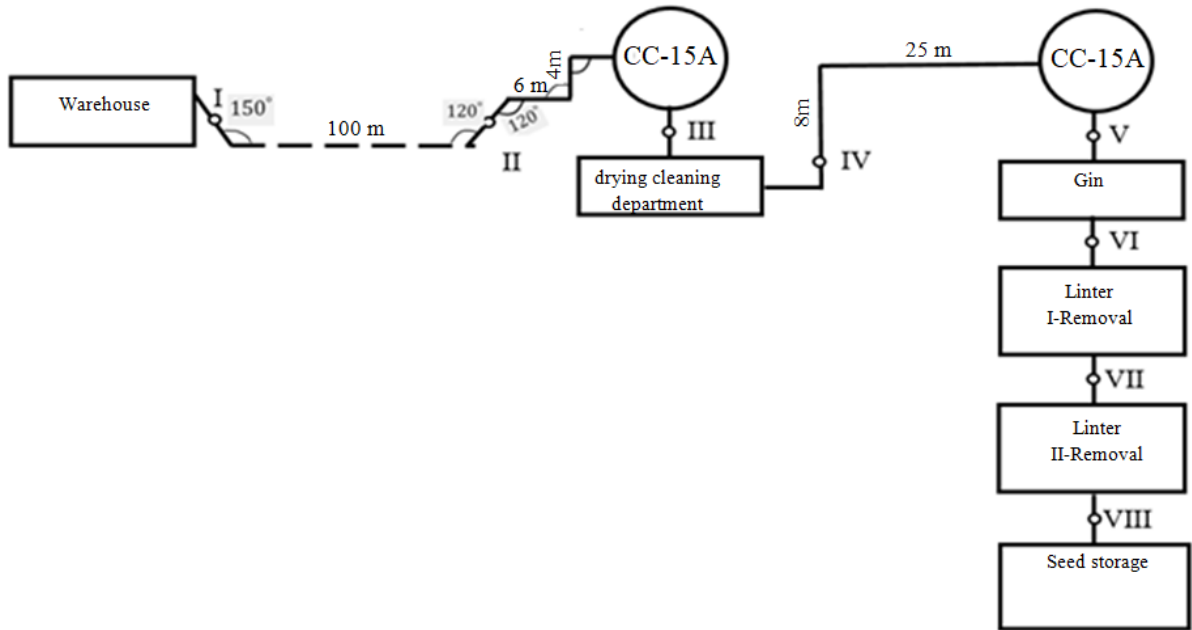 Warehouse
I
150°
100 m
120°
120°
II
6 m
4m
CC-15A
III
drying cleaning
department
IV
8m
25 m
CC-15A
V
Gin
VI
Linter
I-Removal
VII
Linter
II-Removal
VIII
Seed storage